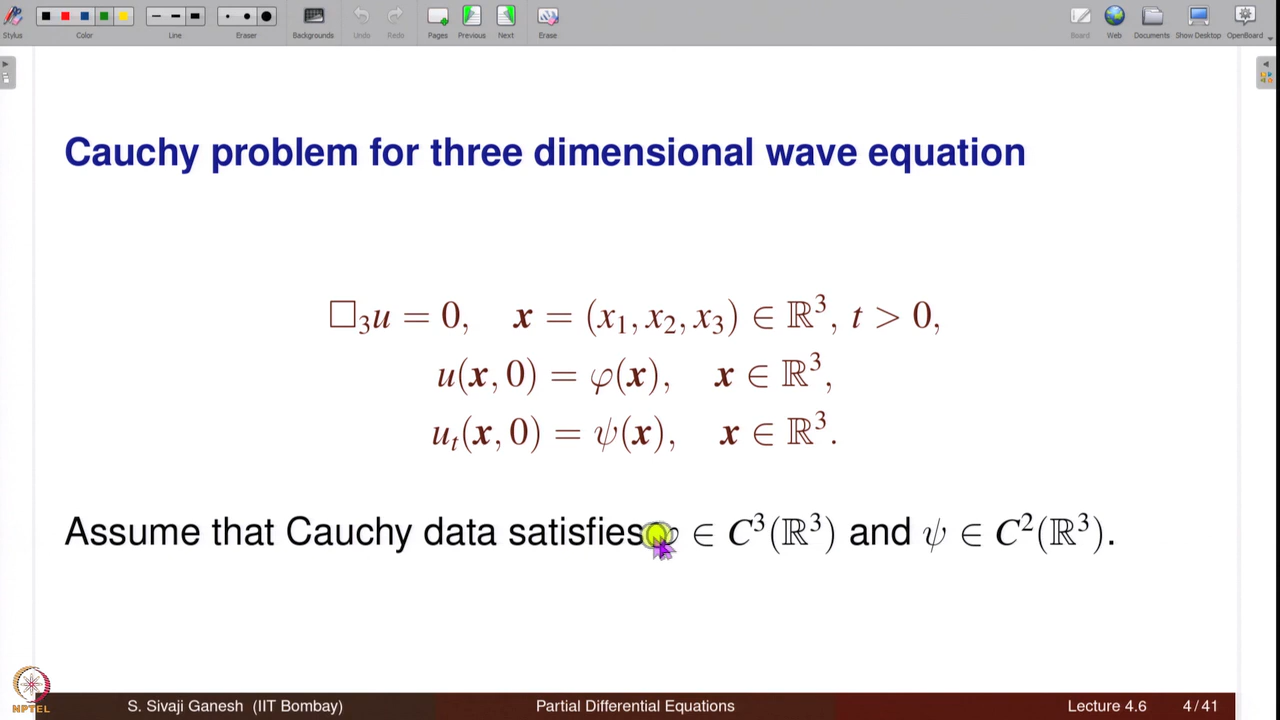 Stylus Color Line Eraser Backgrounds Undo Redo Pages Previous Next Erase Board Web Documents Show Desktop OpenBoard
Cauchy problem for three dimensional wave equation
□₃u = 0, x = (x₁, x₂, x₃) ∈ ℝ³, t > 0,
u(x, 0) = φ(x), x ∈ ℝ³,
uₜ(x, 0) = ψ(x), x ∈ ℝ³.
Assume that Cauchy data satisfies ∈ C³(ℝ³) and ψ ∈ C²(ℝ³).
NPTEL
S. Sivaji Ganesh (IIT Bombay) Partial Differential Equations Lecture 4.6 4 / 41